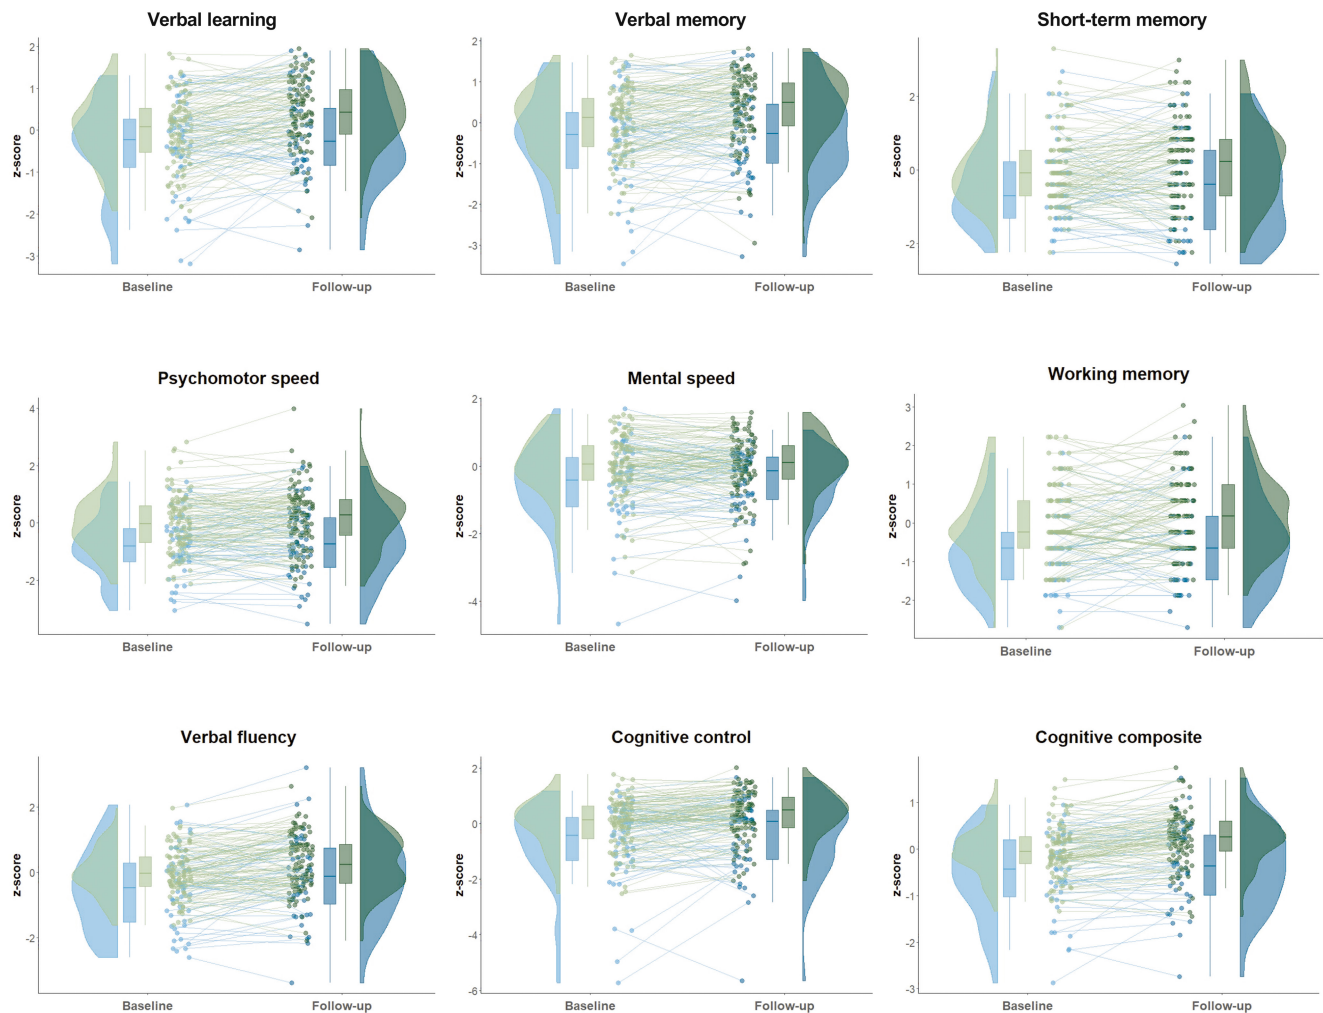 Verbal learning
2
1
0
-1
-2
-3
z-score
Baseline Follow-up
Verbal memory
2
1
0
-1
-2
-3
z-score
Baseline Follow-up
Short-term memory
2
0
-2
z-score
Baseline Follow-up
Psychomotor speed
4
2
0
-2
z-score
Baseline Follow-up
Mental speed
2
0
-2
-4
z-score
Baseline Follow-up
Working memory
3
2
1
0
-1
-2
z-score
Baseline Follow-up
Verbal fluency
2
0
-2
z-score
Baseline Follow-up
Cognitive control
2
0
-2
-4
-6
z-score
Baseline Follow-up
Cognitive composite
1
0
-1
-2
-3
z-score
Baseline Follow-up